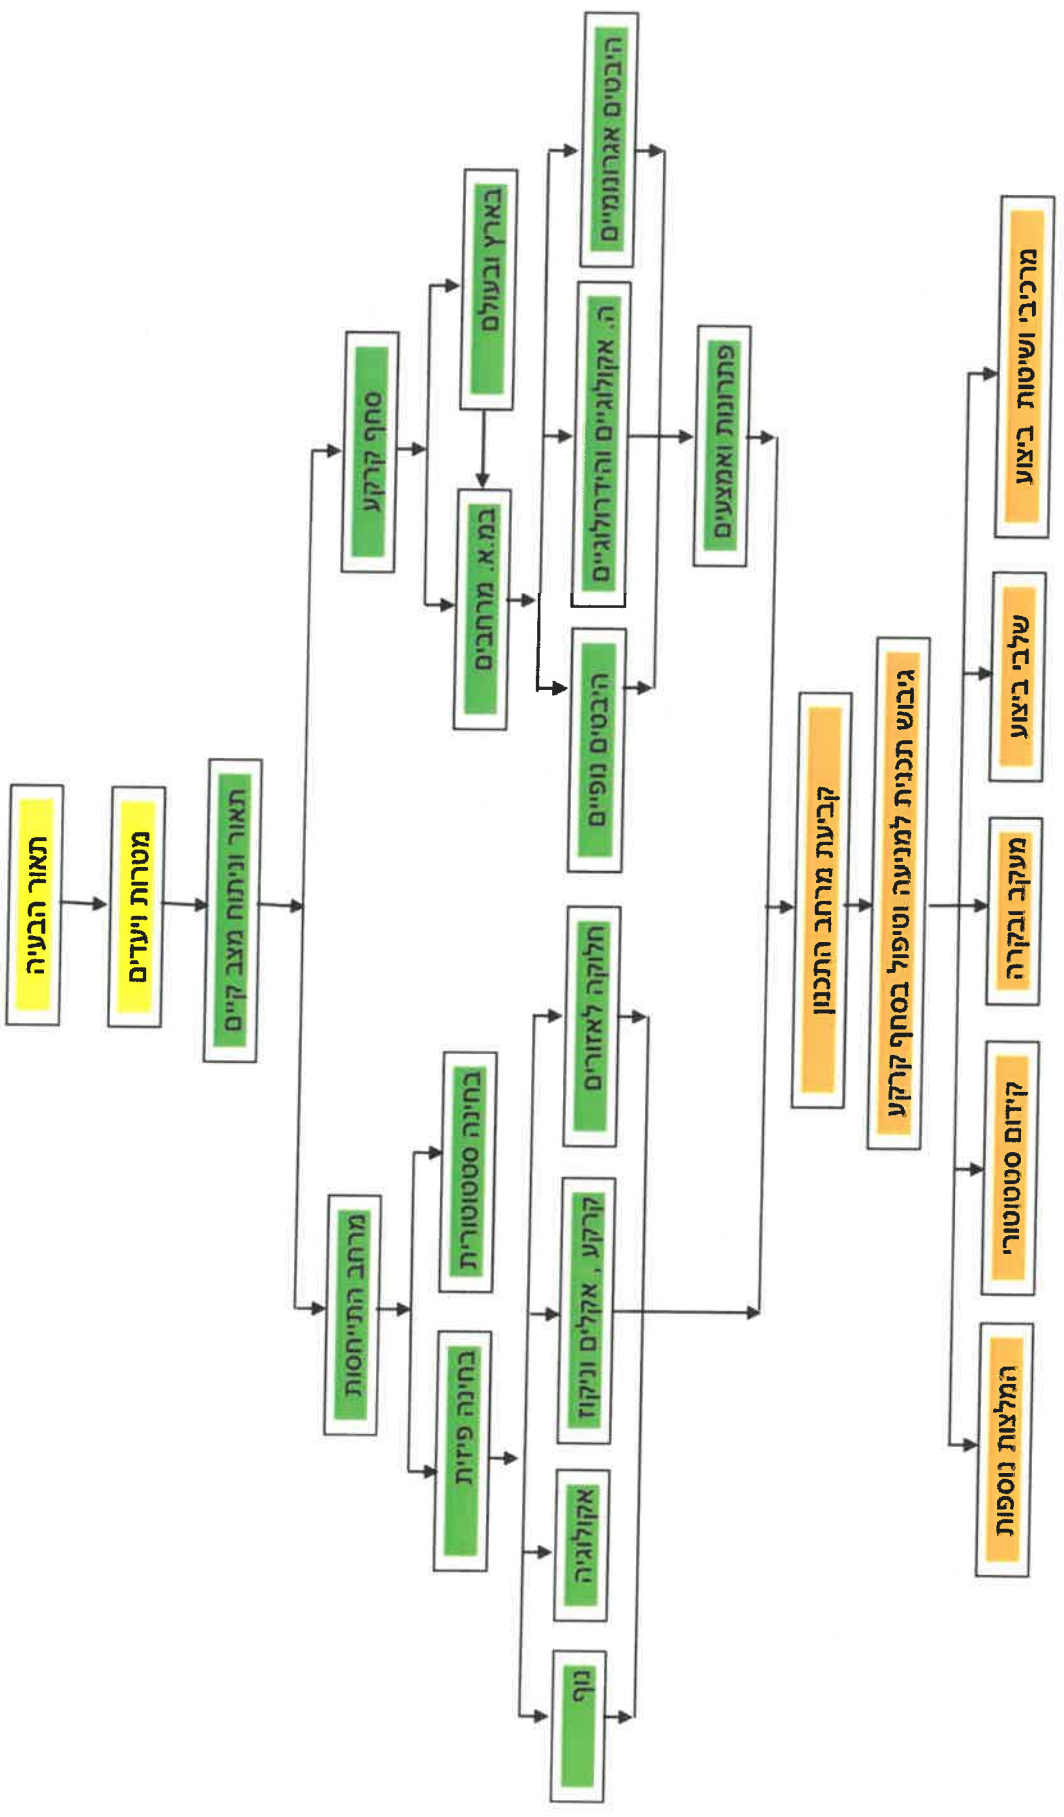 תאור הבעיה
מטרות ויעדים
תאור וניתוח מצב קיים
סחף קרקע
מרחב התייחסות
בארץ ובעולם
במ.א. מרחבים
בחינה סטטוטורית
בחינה פיזית
היבטים אגרונומיים
ה. אקולוגיים והידרולוגיים
היבטים נופיים
חלוקה לאזורים
קרקע, אקלים וניקוז
אקולוגיה
נוף
פתרונות ואמצעים
קביעת מרחב התכנון
גיבוש תכנית למניעה וטיפול בסחף קרקע
מרכיבי ושיטות ביצוע
שלבי ביצוע
מעקב ובקרה
קידום סטטוטורי
המלצות נוספות